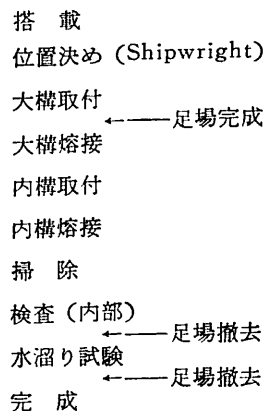 搭　載
位置決め（Shipwright）
大構取付
←――足場完成
大構熔接
内構取付
内構熔接
掃　除
検査（内部）
←――足場撤去
水溜り試験
←――足場撤去
完　成